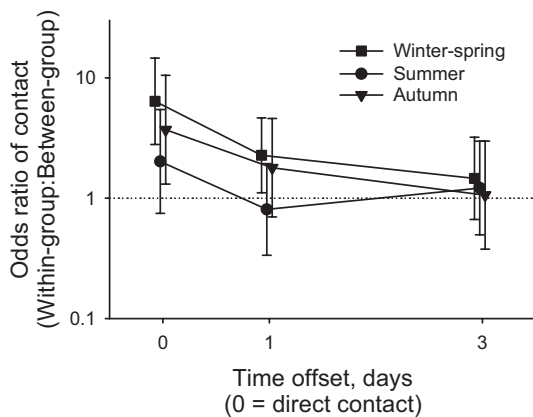 Odds ratio of contact
(Within-group:Between-group)
10
1
0.1
Winter-spring
Summer
Autumn
0
1
3
Time offset, days
(0 = direct contact)